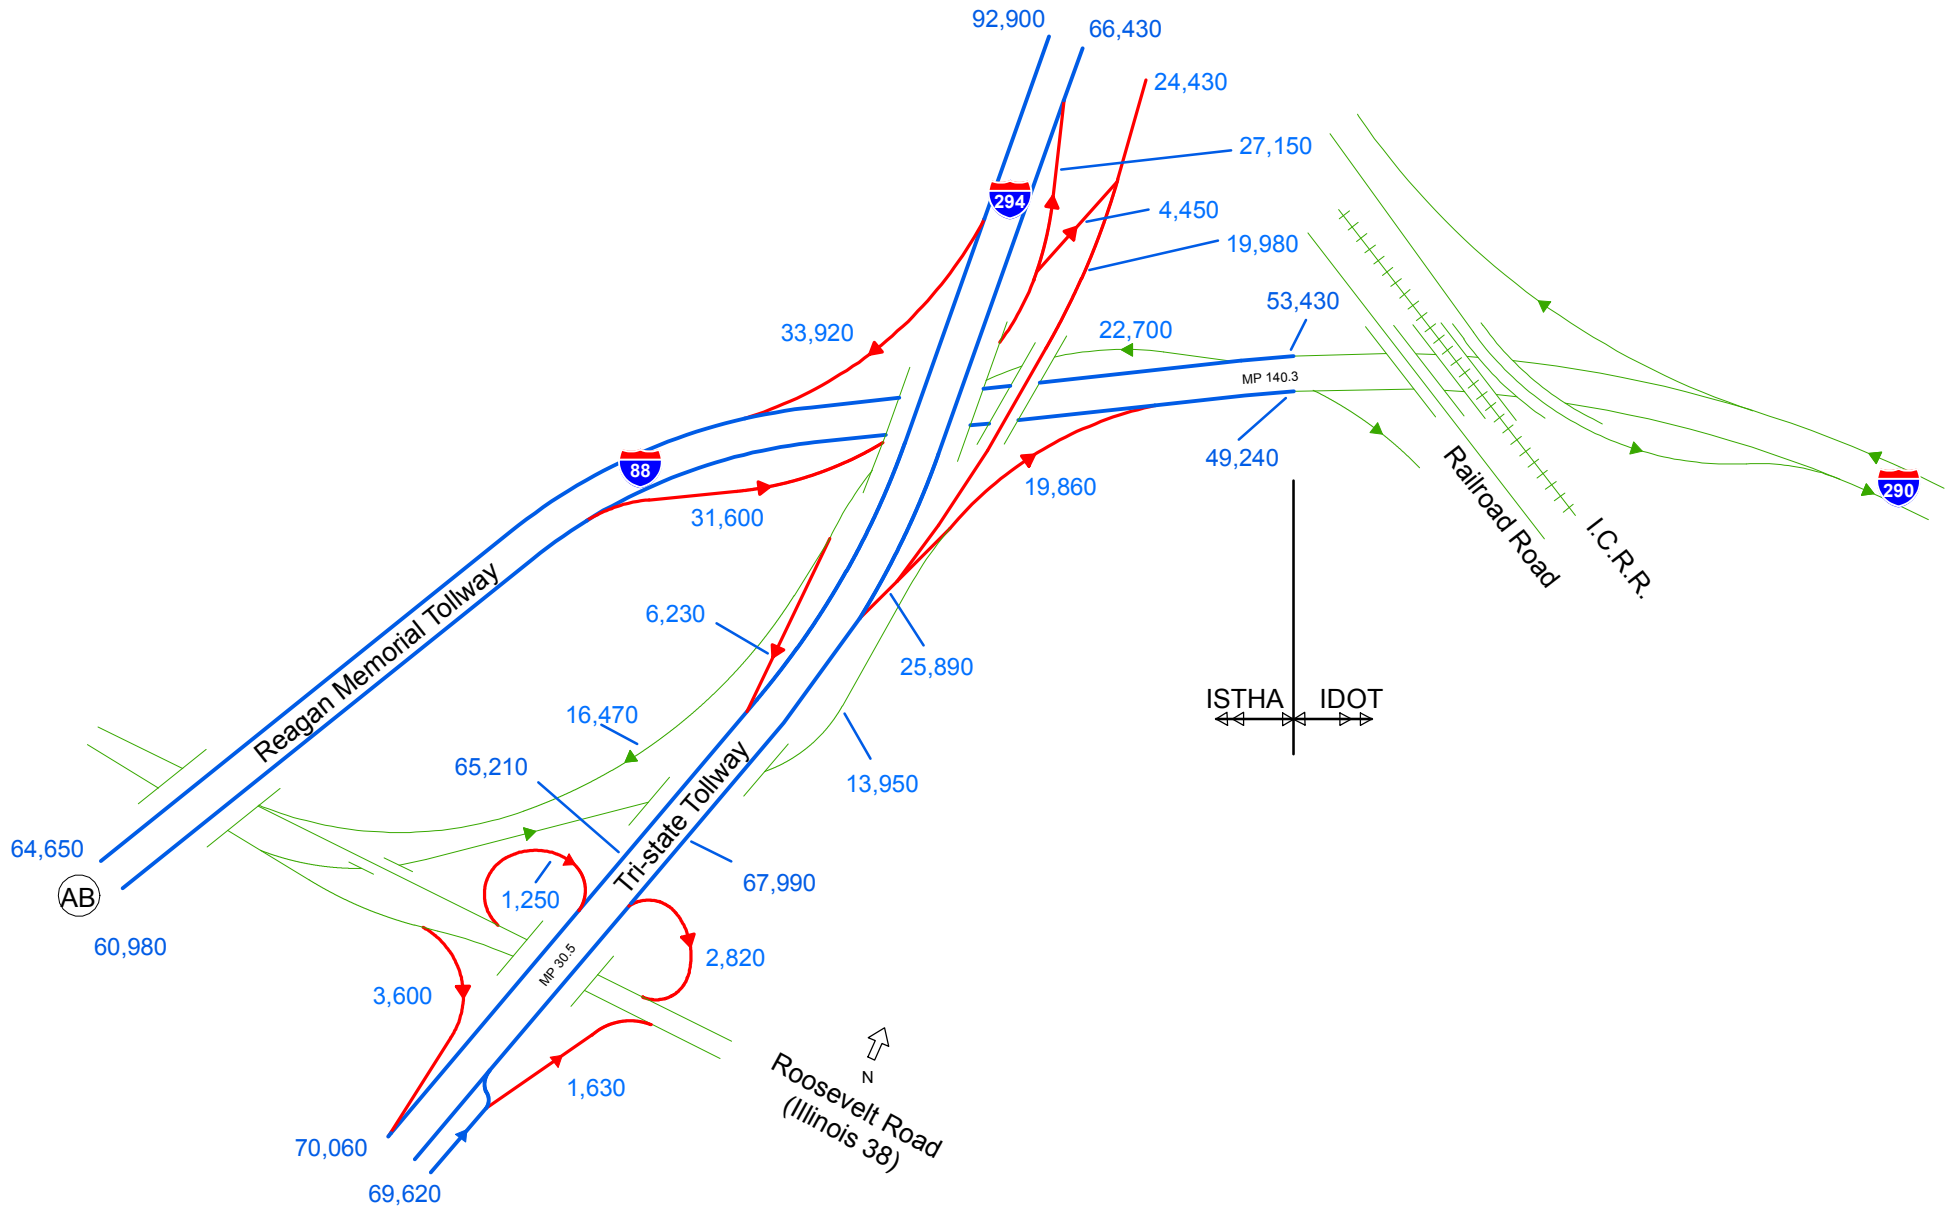 92,900
66,430
24,430
27,150
294
4,450
19,980
53,430
33,920
22,700
MP 140.3
49,240
88
19,860
290
31,600
Railroad Road
I.C.R.R.
Reagan Memorial Tollway
6,230
25,890
ISTHA
IDOT
16,470
65,210
13,950
Tri-state Tollway
64,650
67,990
AB
1,250
60,980
2,820
MP 30.5
3,600
N
1,630
Roosevelt Road
(Illinois 38)
70,060
69,620